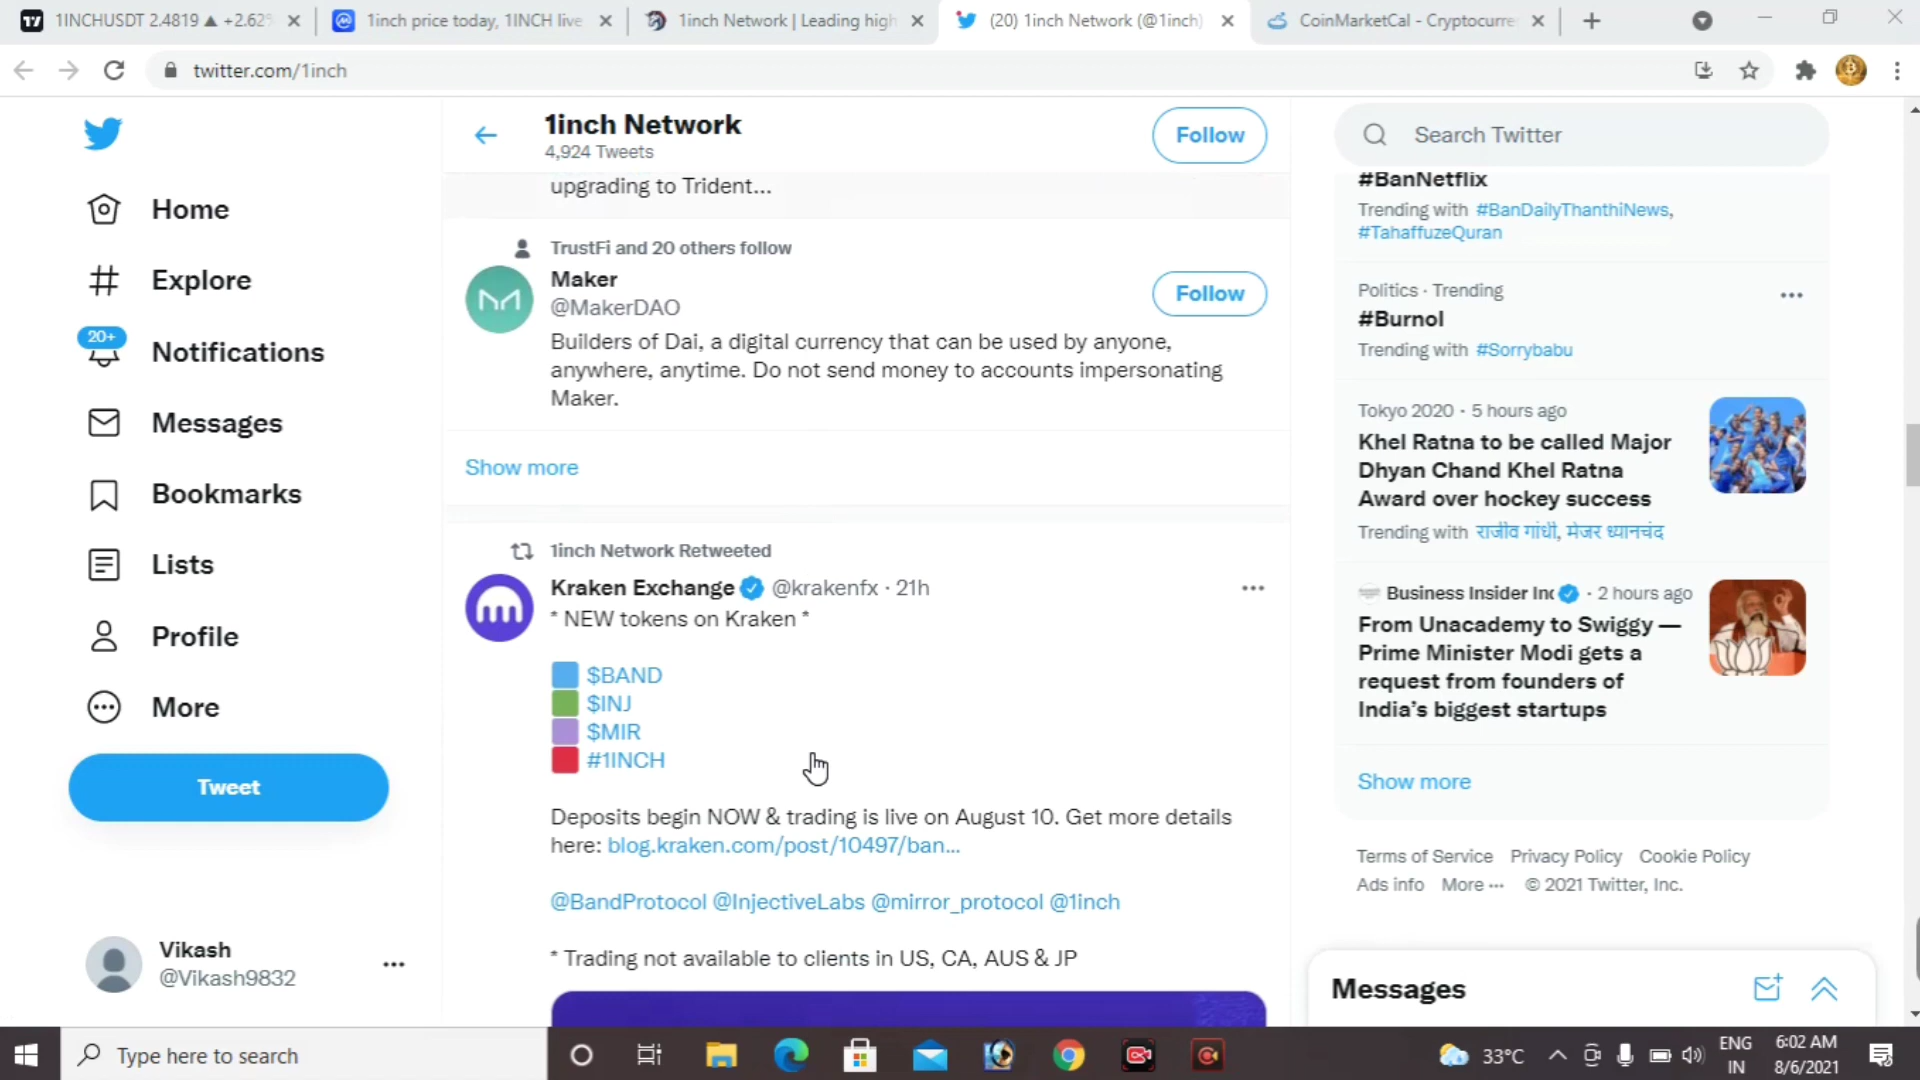 1INCHUSDT 2.4819 ▲ +2.62%
1inch price today, 1INCH live
1inch Network | Leading high
(20) 1inch Network (@1inch)
CoinMarketCal - Cryptocurre
twitter.com/1inch
Home
Explore
20+
Notifications
Messages
Bookmarks
Lists
Profile
More
Tweet
Vikash
@Vikash9832
1inch Network
4,924 Tweets
Follow
upgrading to Trident...
TrustFi and 20 others follow
Maker
@MakerDAO
Follow
Builders of Dai, a digital currency that can be used by anyone,
anywhere, anytime. Do not send money to accounts impersonating
Maker.
Show more
1inch Network Retweeted
Kraken Exchange @krakenfx · 21h
* NEW tokens on Kraken *
$BAND
$INJ
$MIR
#1INCH
Deposits begin NOW & trading is live on August 10. Get more details
here: blog.kraken.com/post/10497/ban...
@BandProtocol @InjectiveLabs @mirror_protocol @1inch
* Trading not available to clients in US, CA, AUS & JP
Search Twitter
#BanNetflix
Trending with #BanDailyThanthiNews,
#TahaffuzeQuran
Politics · Trending
#Burnol
Trending with #Sorrybabu
Tokyo 2020 · 5 hours ago
Khel Ratna to be called Major
Dhyan Chand Khel Ratna
Award over hockey success
Trending with राजीव गांधी, मेजर ध्यानचंद
Business Insider Inc · 2 hours ago
From Unacademy to Swiggy —
Prime Minister Modi gets a
request from founders of
India's biggest startups
Show more
Terms of Service Privacy Policy Cookie Policy
Ads info More ··· © 2021 Twitter, Inc.
Messages
Type here to search
33°C
ENG
IN
6:02 AM
8/6/2021